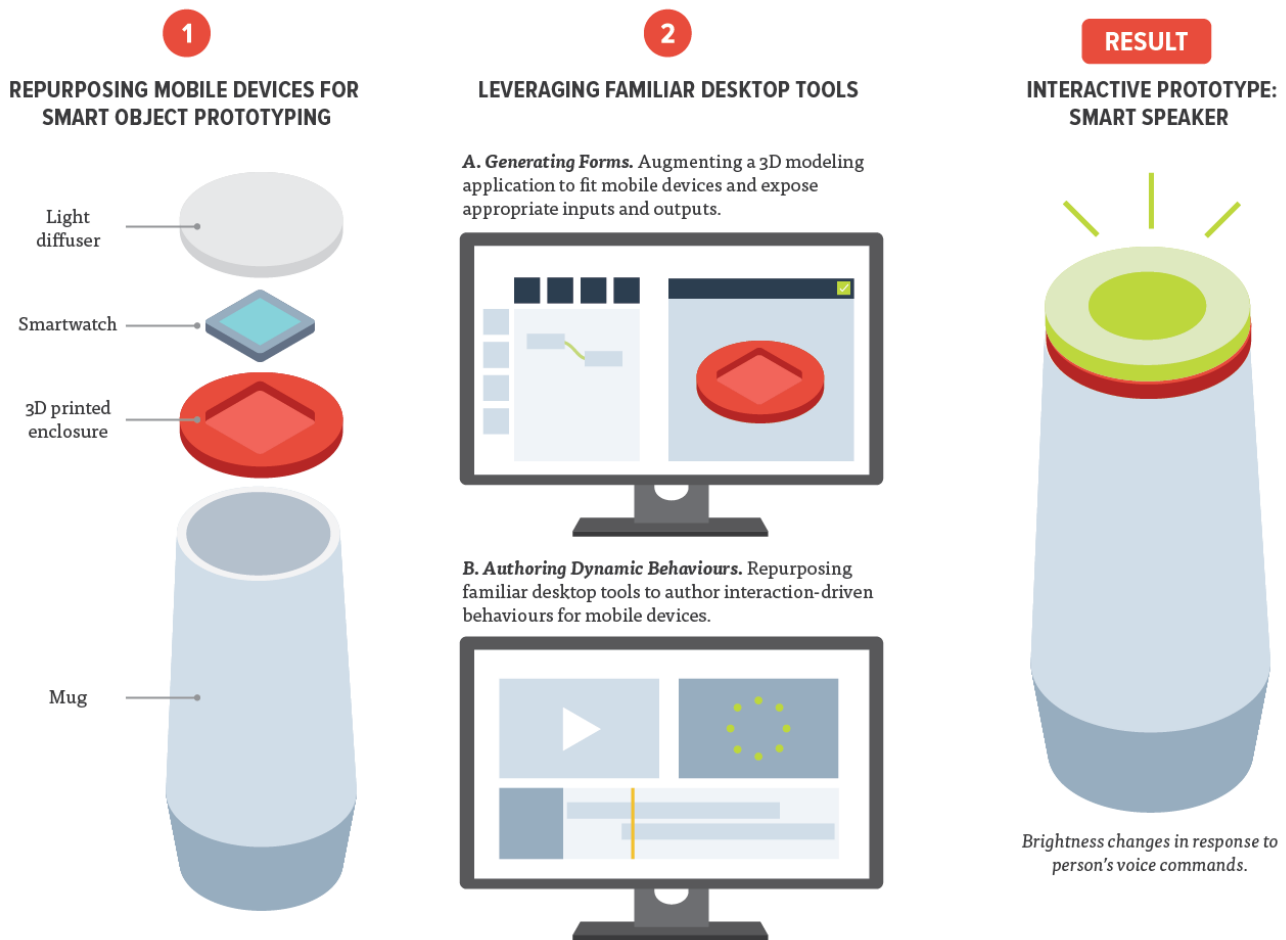 1
REPURPOSING MOBILE DEVICES FOR
SMART OBJECT PROTOTYPING
Light
diffuser
Smartwatch
3D printed
enclosure
Mug
2
LEVERAGING FAMILIAR DESKTOP TOOLS
A. Generating Forms. Augmenting a 3D modeling
application to fit mobile devices and expose
appropriate inputs and outputs.
B. Authoring Dynamic Behaviours. Repurposing
familiar desktop tools to author interaction-driven
behaviours for mobile devices.
RESULT
INTERACTIVE PROTOTYPE:
SMART SPEAKER
Brightness changes in response to
person's voice commands.